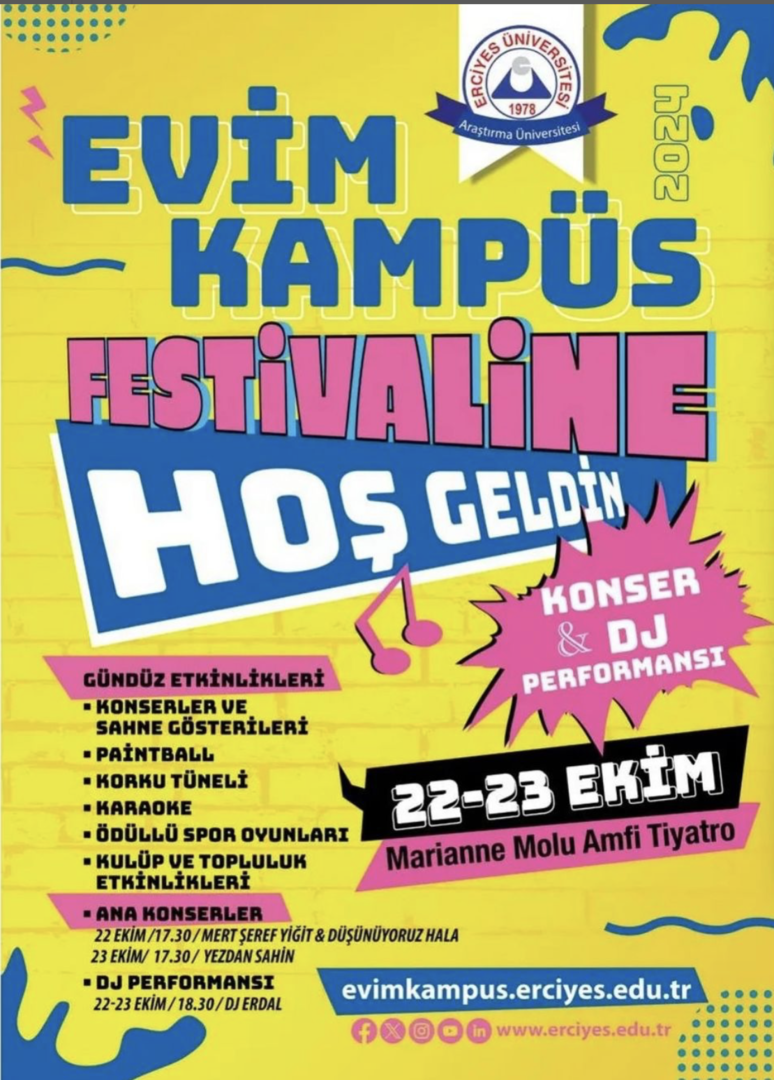 ERCİYES ÜNİVERSİTESİ
1978
Araştırma Üniversitesi
2024
EVİM
KAMPÜS
FESTİVALİNE
HOŞ GELDİN
KONSER
& DJ
PERFORMANSI
GÜNDÜZ ETKİNLİKLERİ
▪ KONSERLER VE
SAHNE GÖSTERİLERİ
▪ PAİNTBALL
▪ KORKU TÜNELİ
▪ KARAOKE
▪ ÖDÜLLÜ SPOR OYUNLARI
▪ KULÜP VE TOPLULUK
ETKİNLİKLERİ
▪ ANA KONSERLER
22 EKİM /17.30 / MERT ŞEREF YİĞİT & DÜŞÜNÜYORUZ HALA
23 EKİM/ 17.30 / YEZDAN SAHİN
▪ DJ PERFORMANSI
22-23 EKİM / 18.30 / DJ ERDAL
22-23 EKİM
Marianne Molu Amfi Tiyatro
evimkampus.erciyes.edu.tr
www.erciyes.edu.tr